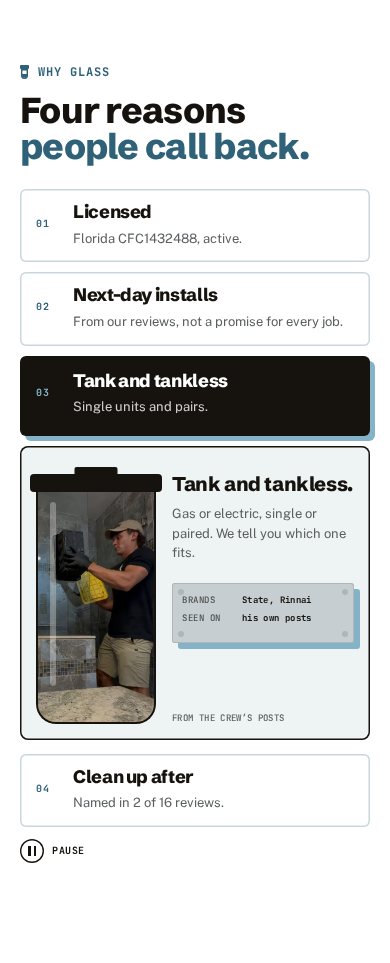 WHY GLASS
Four reasons
people call back.
01
Licensed
Florida CFC1432488, active.
02
Next-day installs
From our reviews, not a promise for every job.
03
Tank and tankless
Single units and pairs.
Tank and tankless.
Gas or electric, single or
paired. We tell you which one
fits.
BRANDS State, Rinnai
SEEN ON his own posts
FROM THE CREW'S POSTS
04
Clean up after
Named in 2 of 16 reviews.
PAUSE